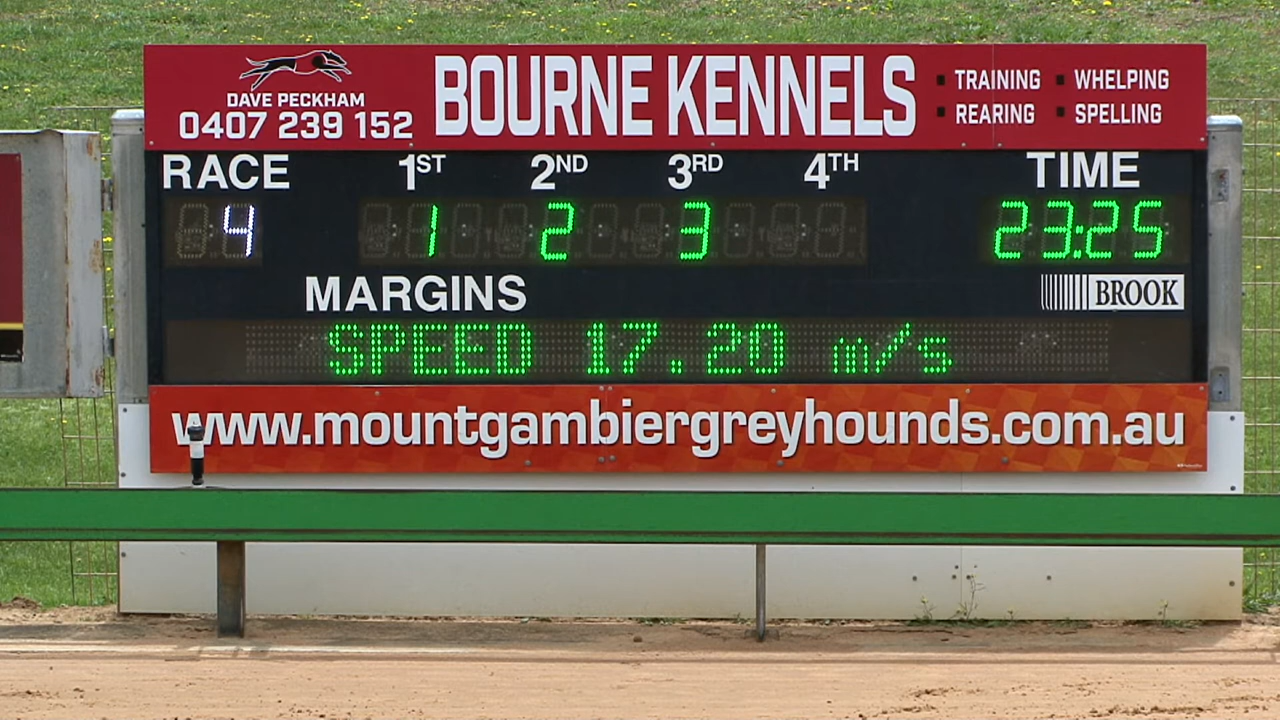 DAVE PECKHAM
0407 239 152
BOURNE KENNELS
TRAINING WHELPING
REARING SPELLING
RACE 1ST 2ND 3RD 4TH TIME
4 1 2 3 23:25
MARGINS
BROOK
SPEED 17.20 m/s
www.mountgambiergreyhounds.com.au